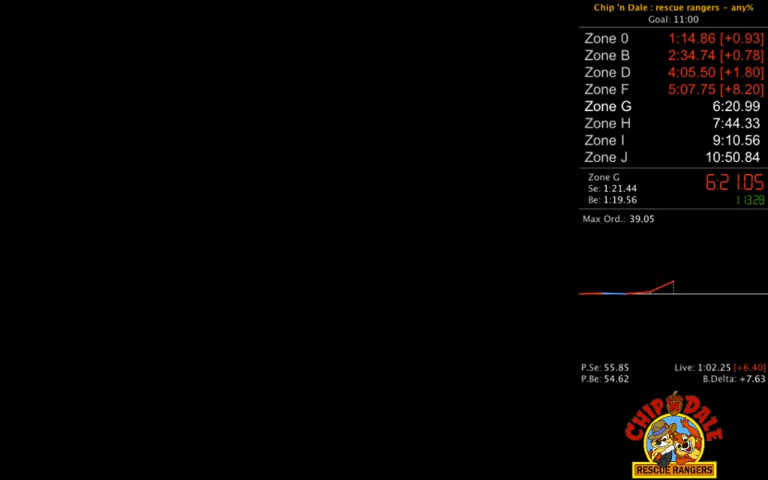 Chip 'n Dale : rescue rangers - any%
Goal: 11:00
Zone 0 1:14.86 [+0.93]
Zone B 2:34.74 [+0.78]
Zone D 4:05.50 [+1.80]
Zone F 5:07.75 [+8.20]
Zone G 6:20.99
Zone H 7:44.33
Zone I 9:10.56
Zone J 10:50.84
Zone G 6:21.05
Se: 1:21.44
Be: 1:19.56 1:13.28
Max Ord.: 39.05
P.Se: 55.85 Live: 1:02.25 [+6.40]
P.Be: 54.62 B.Delta: +7.63
CHIP 'N DALE
RESCUE RANGERS